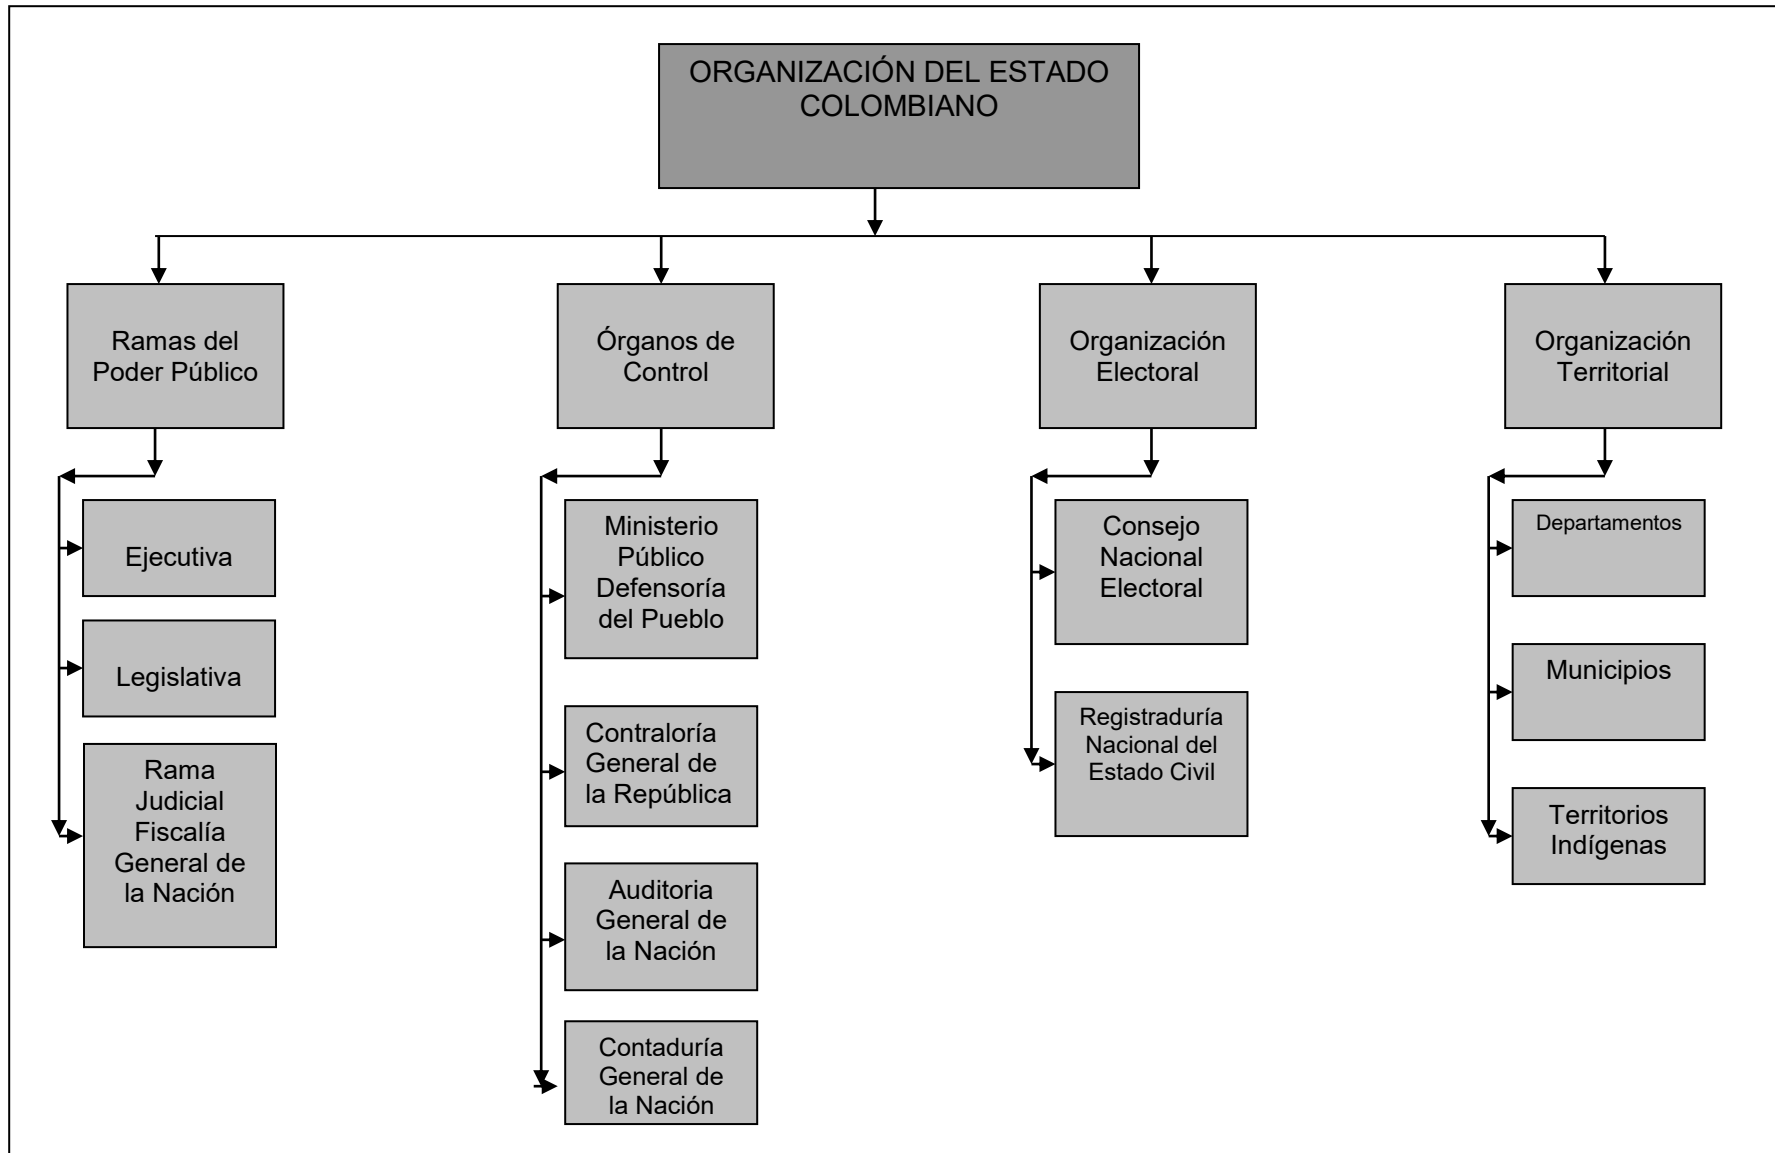 ORGANIZACIÓN DEL ESTADO
COLOMBIANO
Ramas del
Poder Público
Órganos de
Control
Organización
Electoral
Organización
Territorial
Ejecutiva
Legislativa
Rama
Judicial
Fiscalía
General de
la Nación
Ministerio
Público
Defensoría
del Pueblo
Contraloría
General de
la República
Auditoria
General de
la Nación
Contaduría
General de
la Nación
Consejo
Nacional
Electoral
Registraduría
Nacional del
Estado Civil
Departamentos
Municipios
Territorios
Indígenas